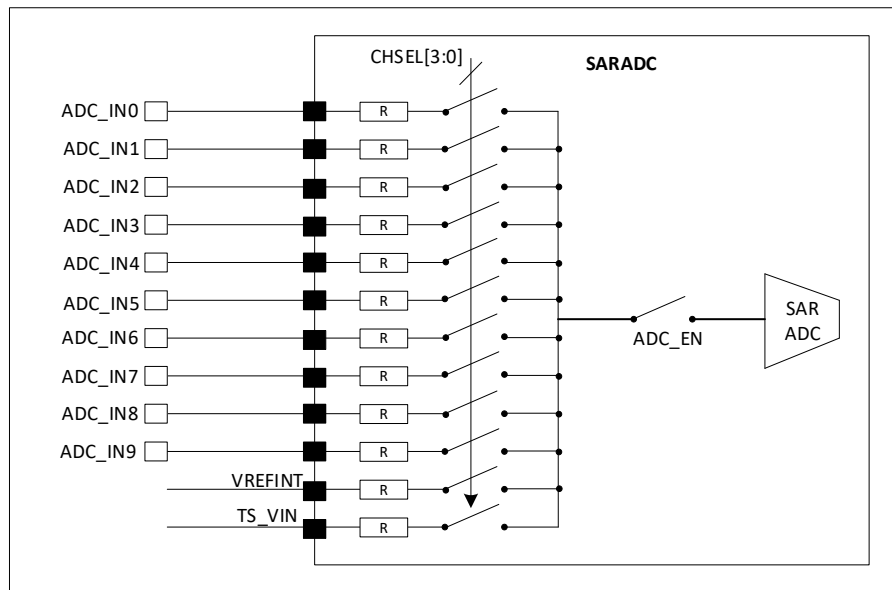 CHSEL[3:0]
SARADC
ADC_IN0
R
ADC_IN1
R
ADC_IN2
R
ADC_IN3
R
ADC_IN4
R
ADC_IN5
R
ADC_IN6
R
ADC_IN7
R
ADC_IN8
R
ADC_IN9
R
VREFINT
R
TS_VIN
R
ADC_EN
SAR
ADC